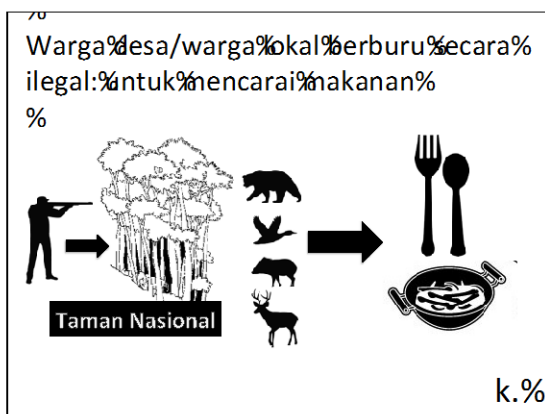 %
Warga%desa/warga%lokal%berburu%secara%
ilegal:%untuk%mencarai%makanan%
%
Taman Nasional
k.%